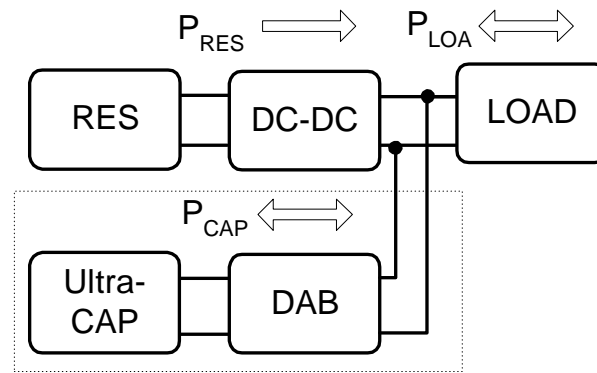 P_RES
P_LOA
RES
DC-DC
LOAD
P_CAP
Ultra-
CAP
DAB